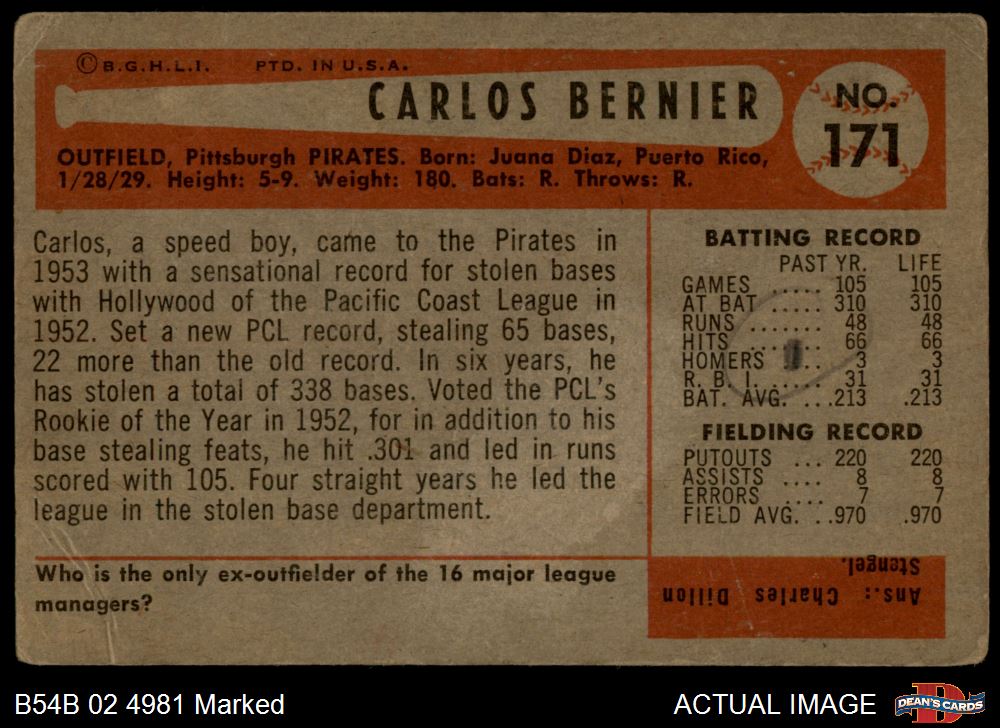 © B.G.H.L.I. PTD. IN U.S.A.
CARLOS BERNIER
NO.
171
OUTFIELD, Pittsburgh PIRATES. Born: Juana Diaz, Puerto Rico,
1/28/29. Height: 5-9. Weight: 180. Bats: R. Throws: R.
Carlos, a speed boy, came to the Pirates in
1953 with a sensational record for stolen bases
with Hollywood of the Pacific Coast League in
1952. Set a new PCL record, stealing 65 bases,
22 more than the old record. In six years, he
has stolen a total of 338 bases. Voted the PCL's
Rookie of the Year in 1952, for in addition to his
base stealing feats, he hit .301 and led in runs
scored with 105. Four straight years he led the
league in the stolen base department.
BATTING RECORD
PAST YR. LIFE
GAMES ..... 105 105
AT BAT ..... 310 310
RUNS ....... 48 48
HITS ....... 66 66
HOMERS .... 3 3
R. B. I. ...... 31 31
BAT. AVG. ... .213 .213
FIELDING RECORD
PUTOUTS ... 220 220
ASSISTS .... 8 8
ERRORS .... 7 7
FIELD AVG. . .970 .970
Who is the only ex-outfielder of the 16 major league
managers?
Ans.: Charles Dillon
Stengel.
B54B 02 4981 Marked
ACTUAL IMAGE
DEAN'S CARDS